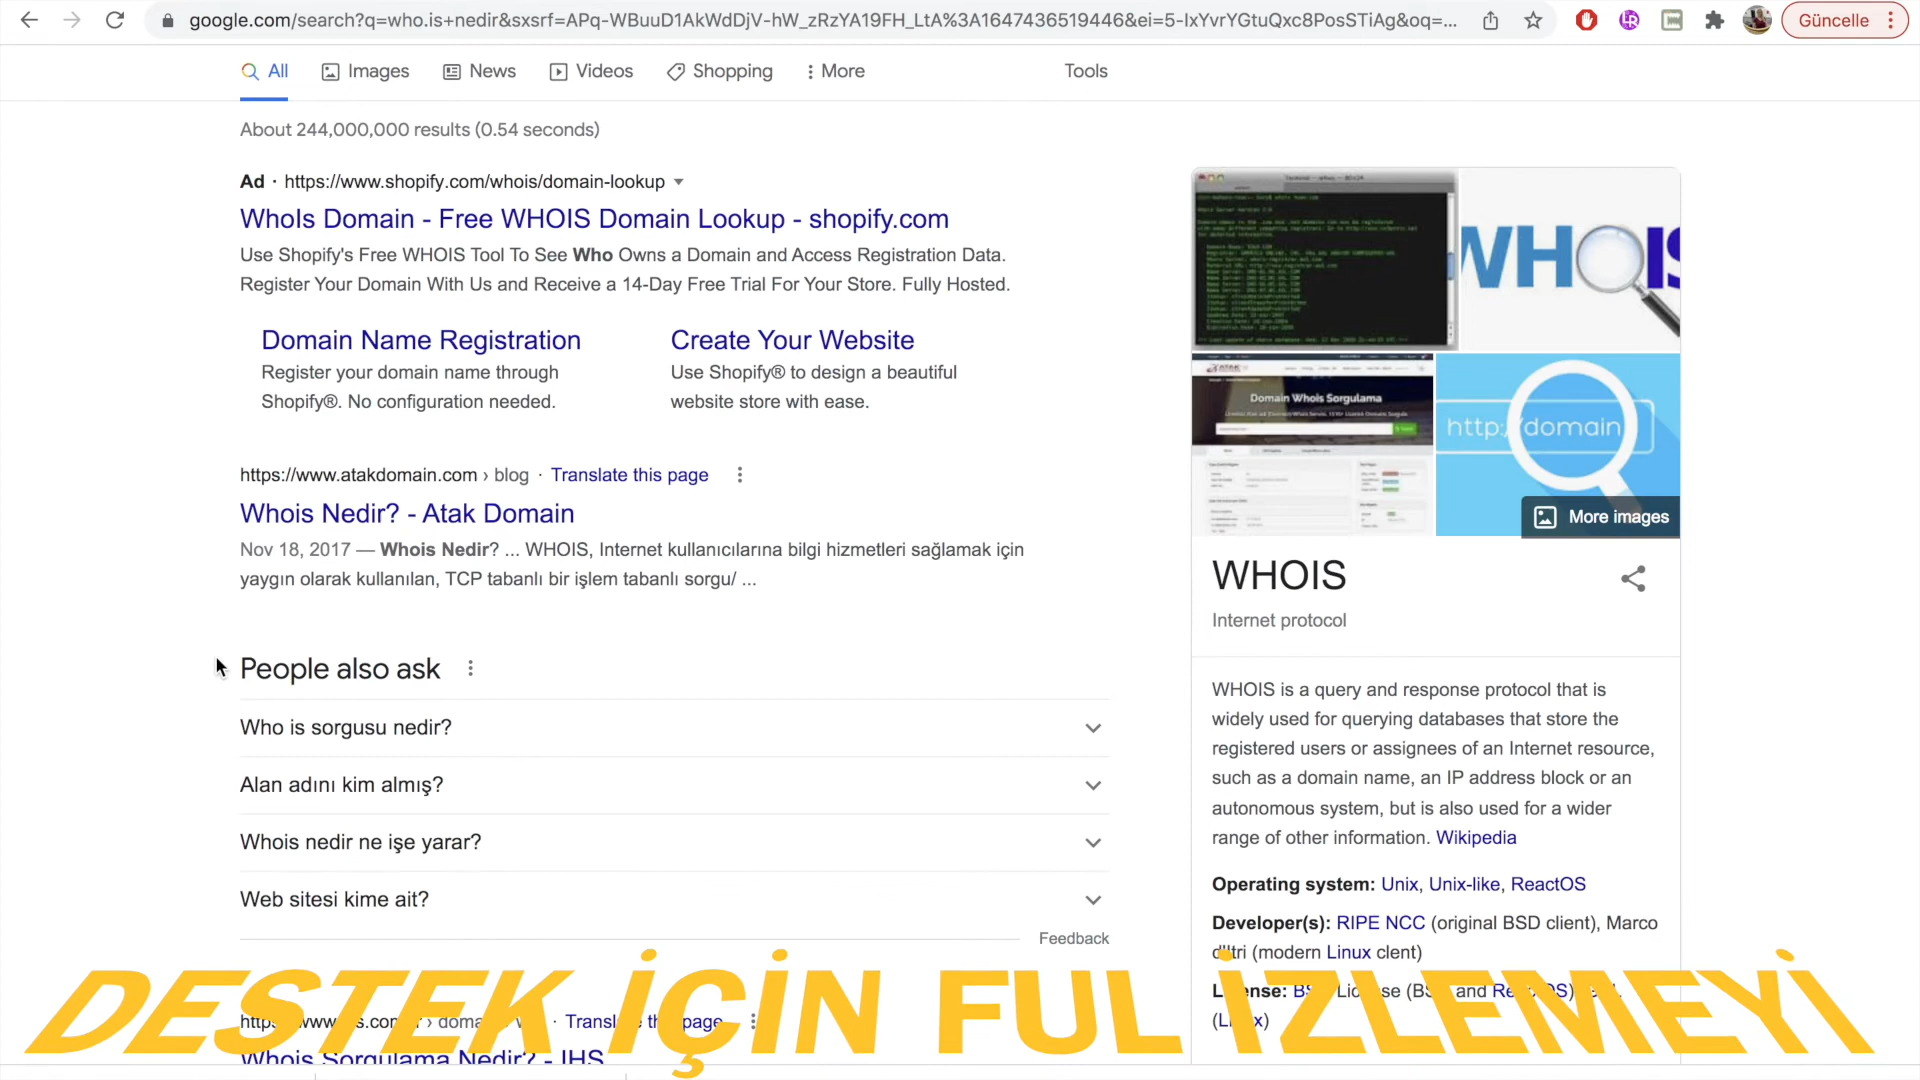 google.com/search?q=who.is+nedir&sxsrf=APq-WBuuD1AkWdDjV-hW_zRzYA19FH_LtA%3A1647436519446&ei=5-IxYvrYGtuQxc8PosSTiAg&oq=...
Güncelle
All
Images
News
Videos
Shopping
More
Tools
About 244,000,000 results (0.54 seconds)
Ad · https://www.shopify.com/whois/domain-lookup
WhoIs Domain - Free WHOIS Domain Lookup - shopify.com
Use Shopify's Free WHOIS Tool To See Who Owns a Domain and Access Registration Data.
Register Your Domain With Us and Receive a 14-Day Free Trial For Your Store. Fully Hosted.
Domain Name Registration
Register your domain name through
Shopify®. No configuration needed.
Create Your Website
Use Shopify® to design a beautiful
website store with ease.
https://www.atakdomain.com › blog · Translate this page
Whois Nedir? - Atak Domain
Nov 18, 2017 — Whois Nedir? ... WHOIS, Internet kullanıcılarına bilgi hizmetleri sağlamak için
yaygın olarak kullanılan, TCP tabanlı bir işlem tabanlı sorgu/ ...
People also ask
Who is sorgusu nedir?
Alan adını kim almış?
Whois nedir ne işe yarar?
Web sitesi kime ait?
Feedback
Whois Sorgulama Nedir? - IHS
WHOIS
Domain Whois Sorgulama
http://domain
More images
WHOIS
Internet protocol
WHOIS is a query and response protocol that is
widely used for querying databases that store the
registered users or assignees of an Internet resource,
such as a domain name, an IP address block or an
autonomous system, but is also used for a wider
range of other information. Wikipedia
Operating system: Unix, Unix-like, ReactOS
Developer(s): RIPE NCC (original BSD client), Marco
d'Itri (modern Linux clent)
DESTEK İÇİN FUL İZLEMEYİ